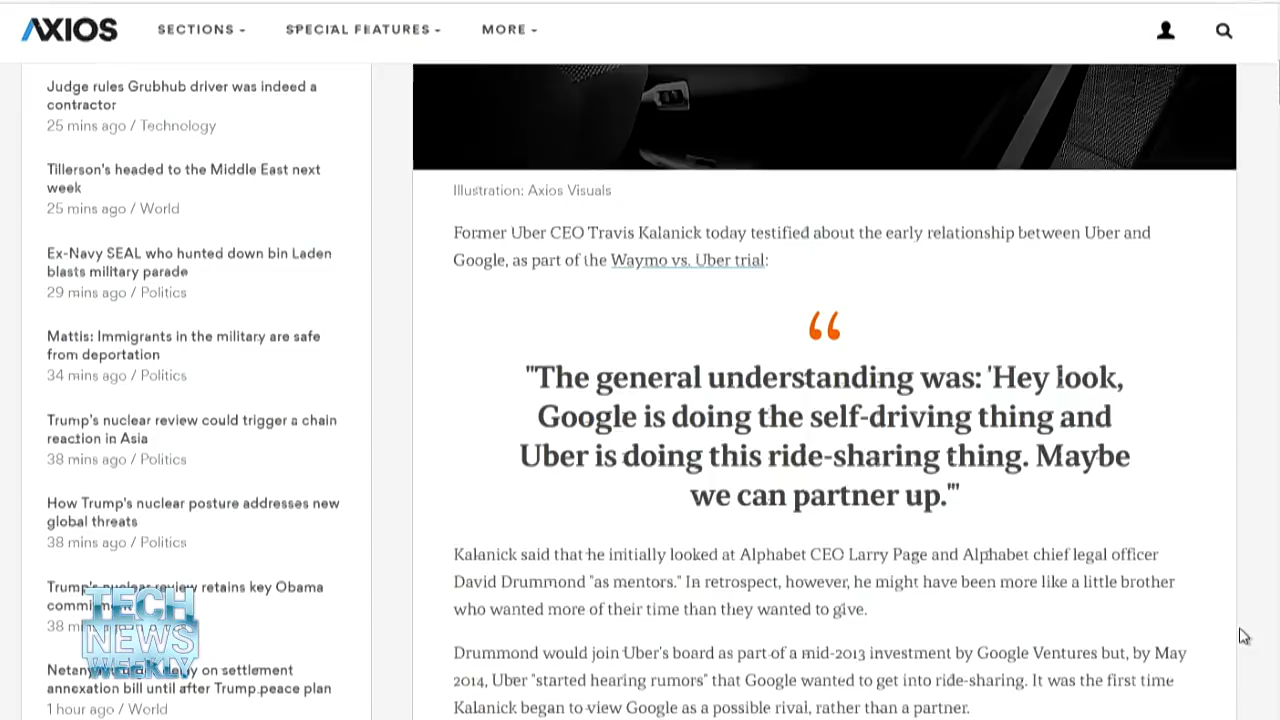 AXIOS SECTIONS SPECIAL FEATURES MORE
Judge rules Grubhub driver was indeed a
contractor
25 mins ago / Technology
Tillerson's headed to the Middle East next
week
25 mins ago / World
Ex-Navy SEAL who hunted down bin Laden
blasts military parade
29 mins ago / Politics
Mattis: Immigrants in the military are safe
from deportation
34 mins ago / Politics
Trump's nuclear review could trigger a chain
reaction in Asia
38 mins ago / Politics
How Trump's nuclear posture addresses new
global threats
38 mins ago / Politics
Trump's nuclear review retains key Obama
38
on settlement
annexation bill until after Trump peace plan
1 hour ago / World
TECH
NEWS
WEEKLY
Illustration: Axios Visuals
Former Uber CEO Travis Kalanick today testified about the early relationship between Uber and
Google, as part of the Waymo vs. Uber trial:
“
"The general understanding was: 'Hey look,
Google is doing the self-driving thing and
Uber is doing this ride-sharing thing. Maybe
we can partner up.'"
Kalanick said that he initially looked at Alphabet CEO Larry Page and Alphabet chief legal officer
David Drummond "as mentors." In retrospect, however, he might have been more like a little brother
who wanted more of their time than they wanted to give.
Drummond would join Uber's board as part of a mid-2013 investment by Google Ventures but, by May
2014, Uber "started hearing rumors" that Google wanted to get into ride-sharing. It was the first time
Kalanick began to view Google as a possible rival, rather than a partner.